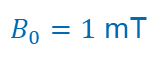 B₀ = 1 mT